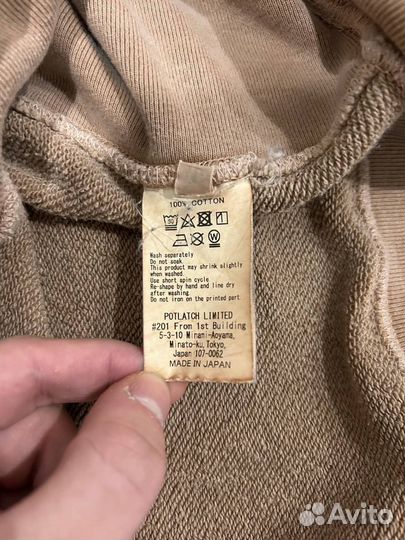 100% COTTON
Wash separately
Do not soak
This product may shrink slightly
when washed
Use short spin cycle
Re-shape by hand and line dry
after washing
Do not iron on the printed part
POTLATCH LIMITED
#201 From 1st Building
5-3-10 Minami-Aoyama,
Minato-ku,Tokyo,
Japan 107-0062
MADE IN JAPAN
Avito